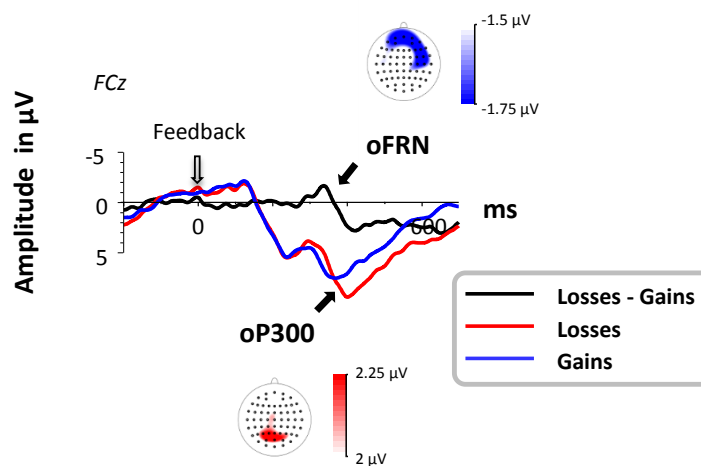 -1.5 µV
-1.75 µV
FCz
Feedback
oFRN
Amplitude in µV
-5
0
5
0
600
ms
oP300
Losses - Gains
Losses
Gains
2.25 µV
2 µV